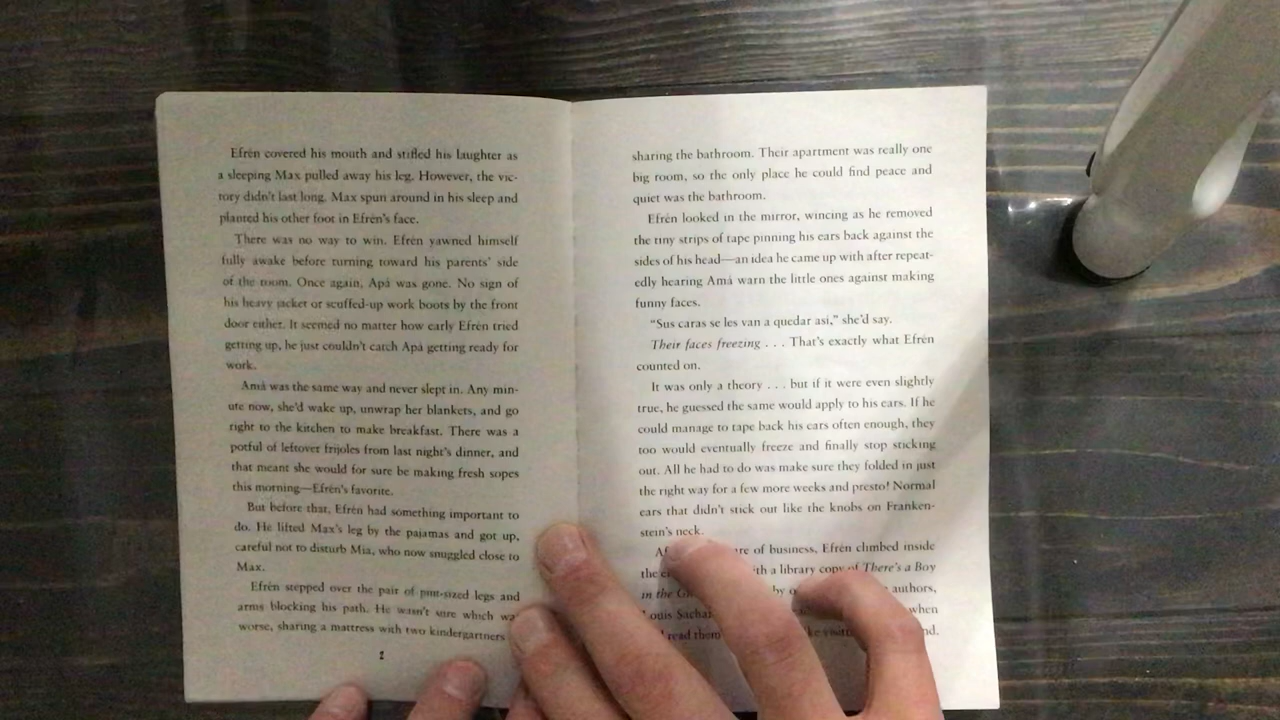 Efrén covered his mouth and stifled his laughter as
a sleeping Max pulled away his leg. However, the vic-
tory didn't last long. Max spun around in his sleep and
planted his other foot in Efrén's face.
There was no way to win. Efrén yawned himself
fully awake before turning toward his parents' side
of the room. Once again, Apá was gone. No sign of
his heavy jacket or scuffed-up work boots by the front
door either. It seemed no matter how early Efrén tried
getting up, he just couldn't catch Apá getting ready for
work.
Amá was the same way and never slept in. Any min-
ute now, she'd wake up, unwrap her blankets, and go
right to the kitchen to make breakfast. There was a
potful of leftover frijoles from last night's dinner, and
that meant she would for sure be making fresh sopes
this morning—Efrén's favorite.
But before that, Efrén had something important to
do. He lifted Max's leg by the pajamas and got up,
careful not to disturb Mia, who now snuggled close to
Max.
Efrén stepped over the pair of pint-sized legs and
arms blocking his path. He wasn't sure which
worse, sharing a mattress with two kindergartners
2
sharing the bathroom. Their apartment was really one
big room, so the only place he could find peace and
quiet was the bathroom.
Efrén looked in the mirror, wincing as he removed
the tiny strips of tape pinning his ears back against the
sides of his head—an idea he came up with after repeat-
edly hearing Amá warn the little ones against making
funny faces.
"Sus caras se les van a quedar así," she'd say.
Their faces freezing . . . That's exactly what Efrén
counted on.
It was only a theory . . . but if it were even slightly
true, he guessed the same would apply to his ears. If he
could manage to tape back his ears often enough, they
too would eventually freeze and finally stop sticking
out. All he had to do was make sure they folded in just
the right way for a few more weeks and presto! Normal
ears that didn't stick out like the knobs on Franken-
stein's neck.
of business, Efrén climbed inside
the with a library copy of There's a Boy
in the by authors,
Louis when
read them